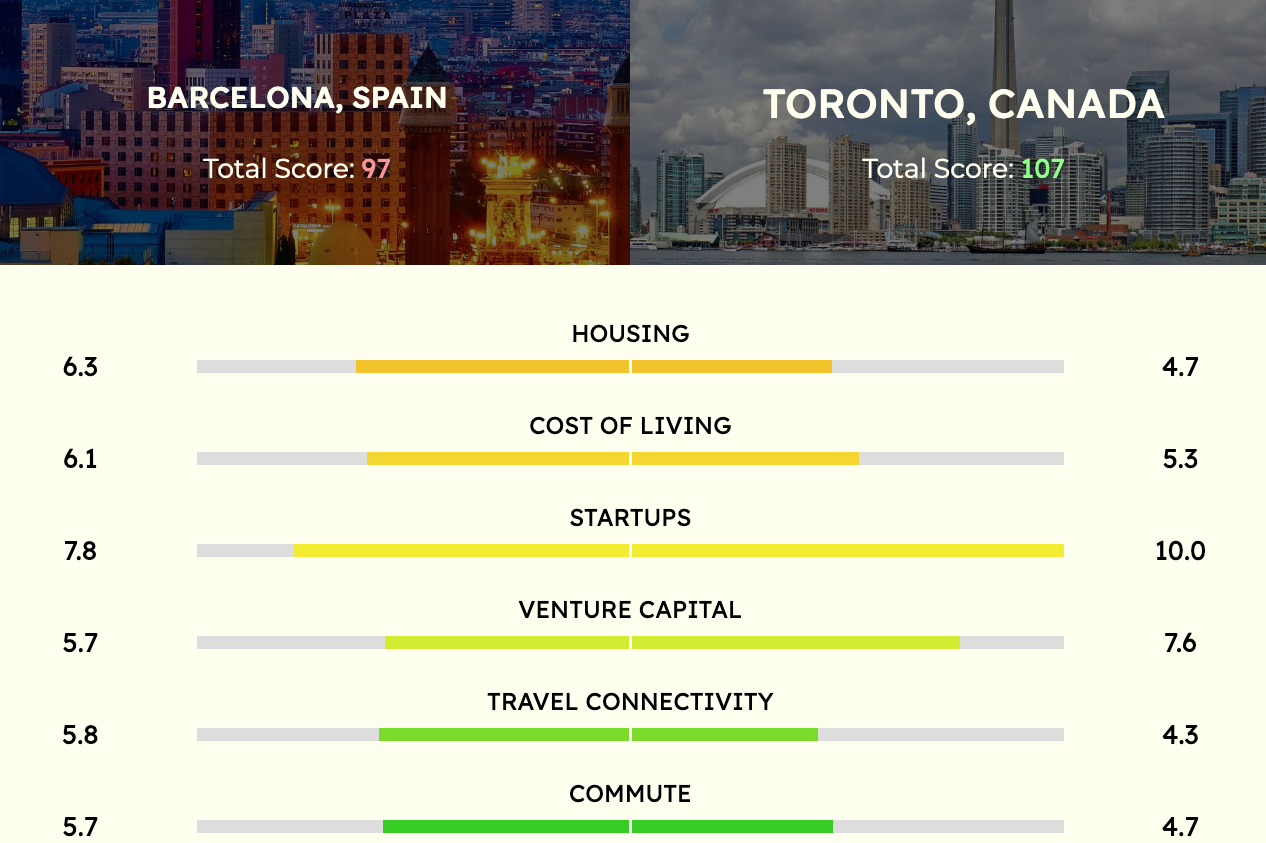 BARCELONA, SPAIN
Total Score: 97
TORONTO, CANADA
Total Score: 107
HOUSING
6.3
4.7
COST OF LIVING
6.1
5.3
STARTUPS
7.8
10.0
VENTURE CAPITAL
5.7
7.6
TRAVEL CONNECTIVITY
5.8
4.3
COMMUTE
5.7
4.7